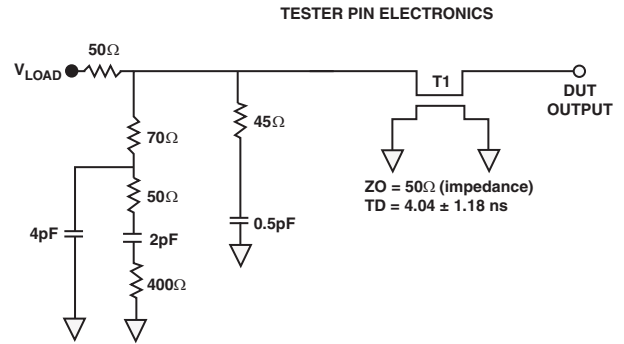 TESTER PIN ELECTRONICS
50Ω
VLOAD
T1
DUT
OUTPUT
70Ω
45Ω
50Ω
ZO = 50Ω (impedance)
TD = 4.04 ± 1.18 ns
4pF
2pF
0.5pF
400Ω